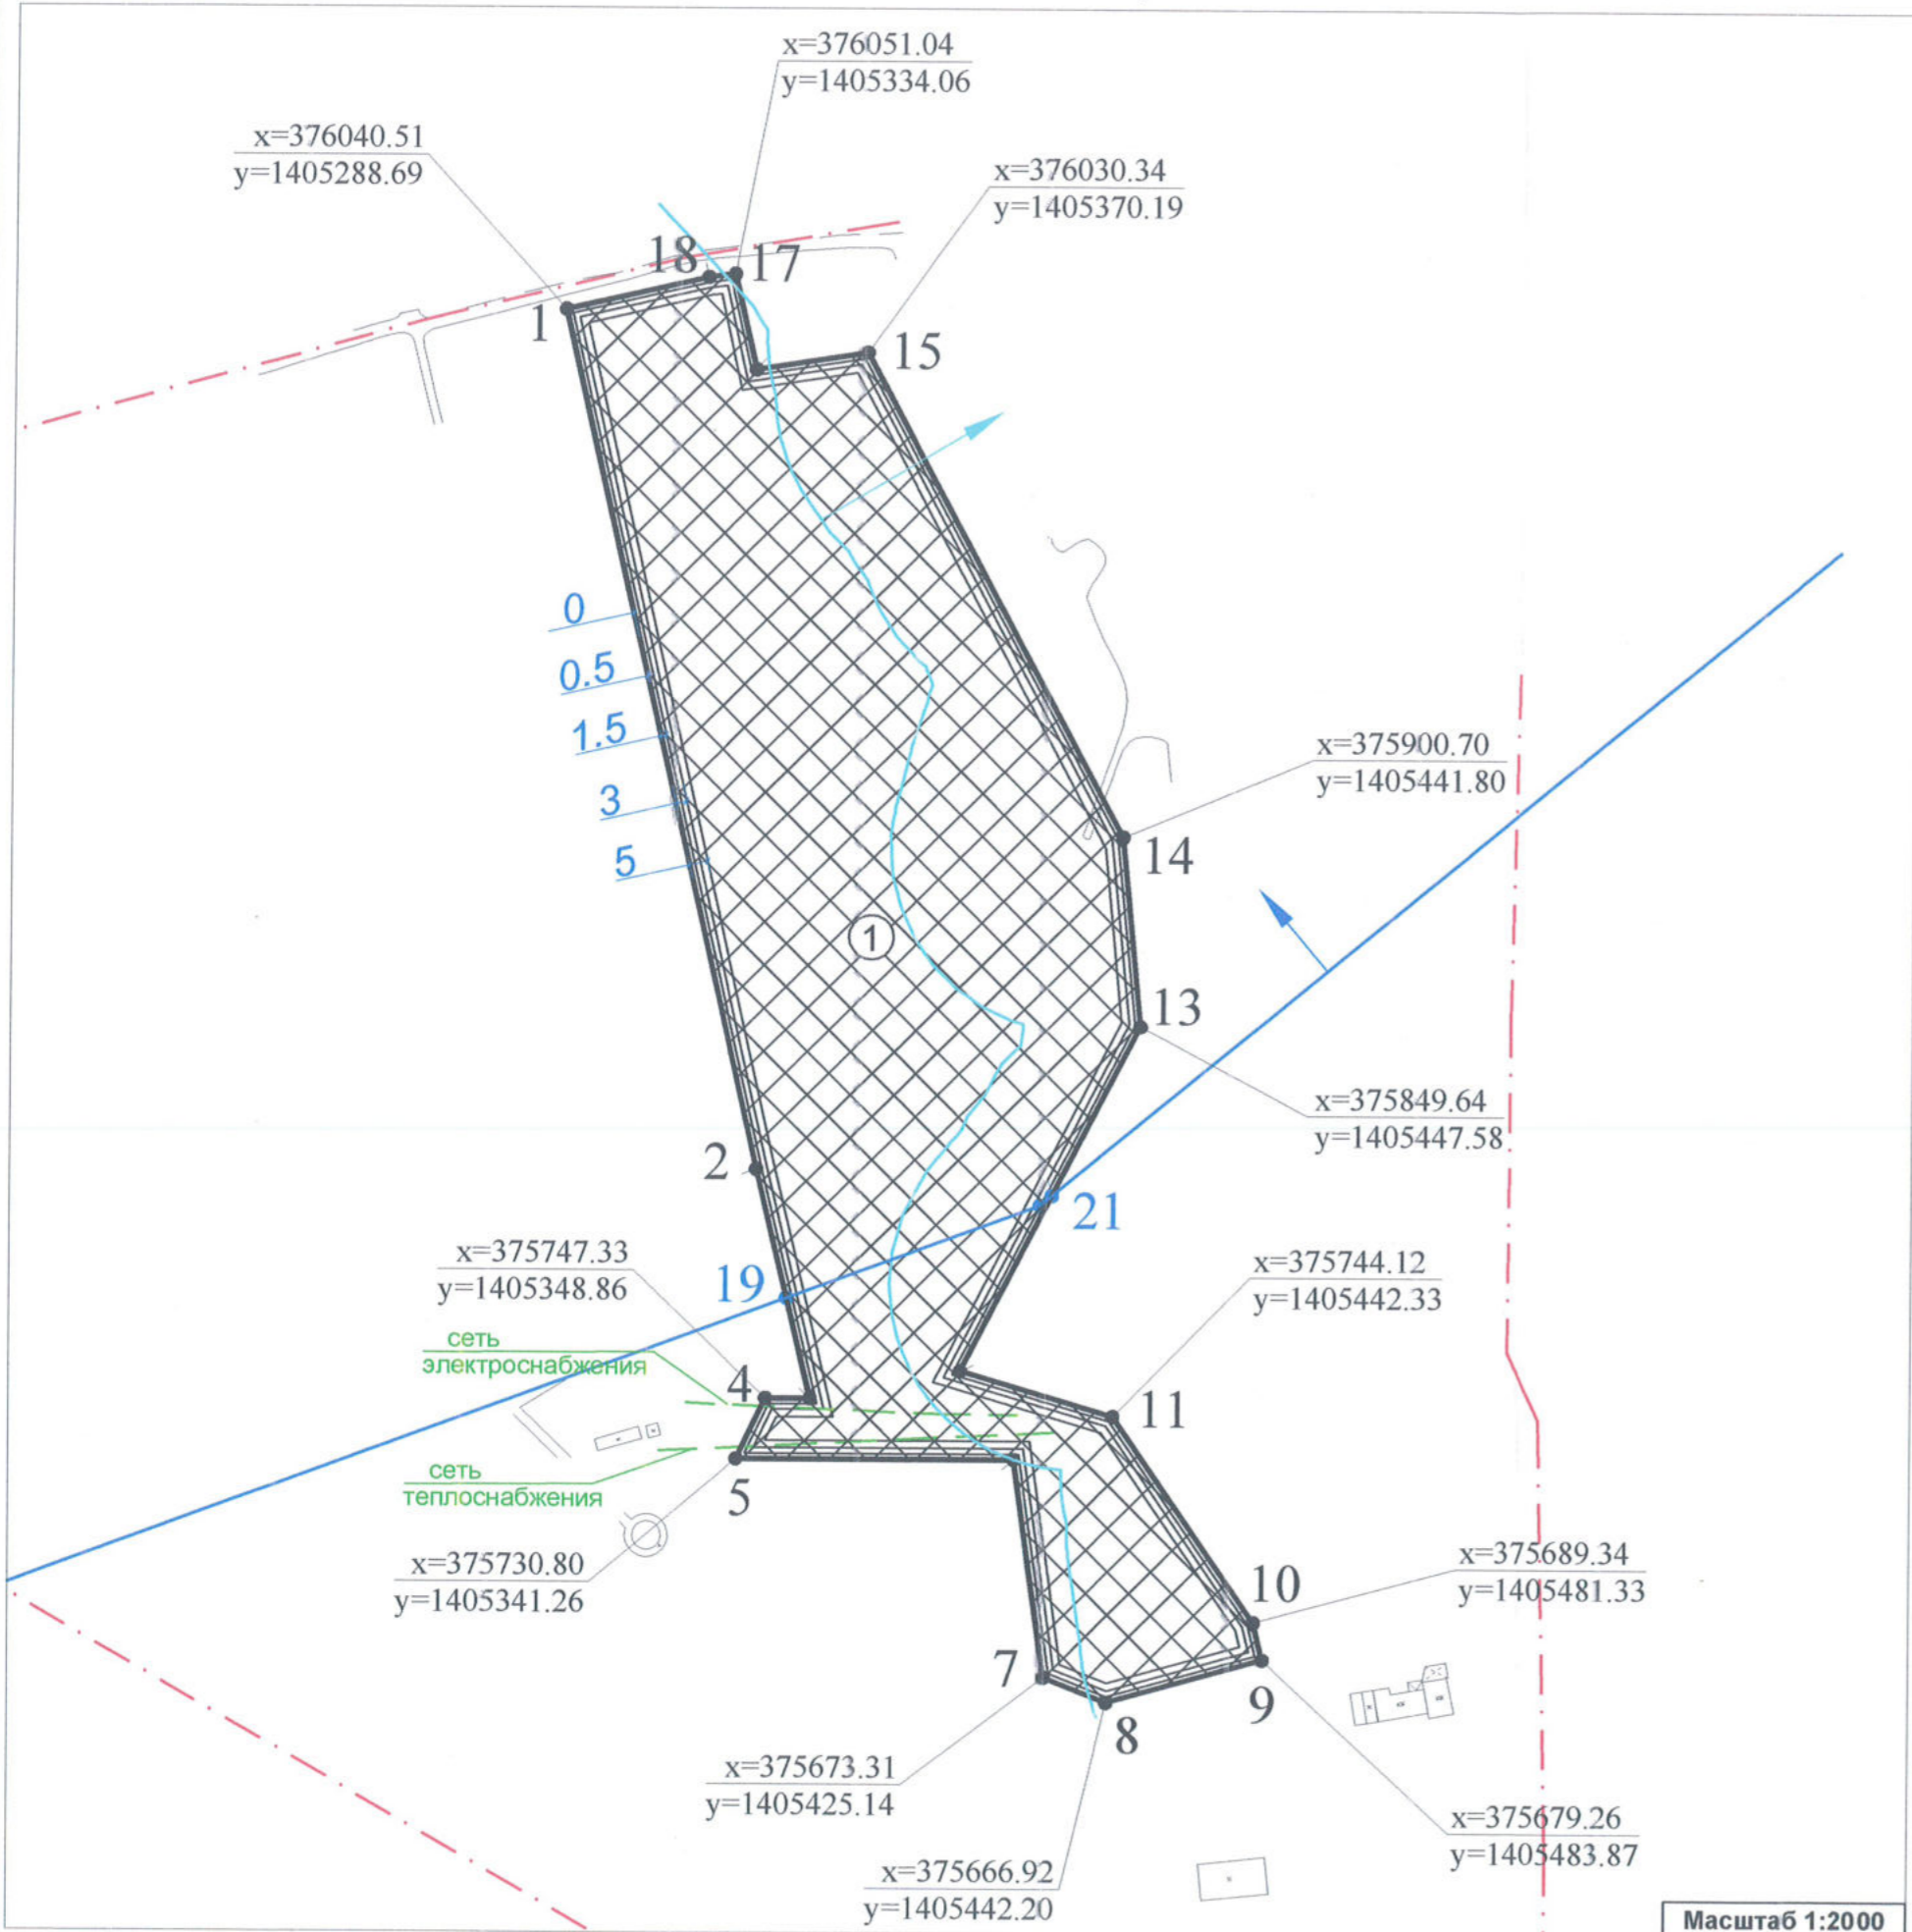 x=376051.04
y=1405334.06
x=376040.51
y=1405288.69
x=376030.34
y=1405370.19
18
17
1
15
0
0.5
1.5
3
5
x=375900.70
y=1405441.80
14
1
13
x=375849.64
y=1405447.58
2
21
x=375747.33
y=1405348.86
19
x=375744.12
y=1405442.33
сеть
электроснабжения
4
11
сеть
теплоснабжения
5
x=375730.80
y=1405341.26
x=375689.34
y=1405481.33
10
7
9
8
x=375673.31
y=1405425.14
x=375679.26
y=1405483.87
x=375666.92
y=1405442.20
Масштаб 1:2000